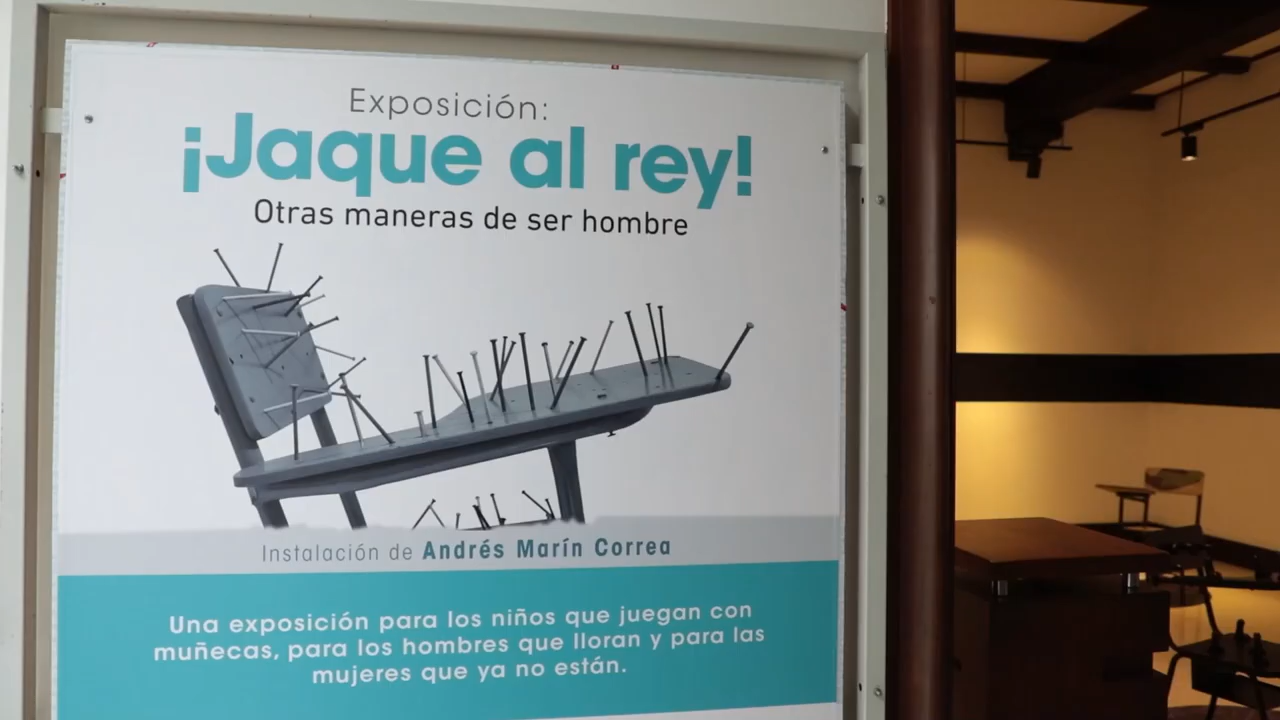 Exposición:
¡Jaque al rey!
Otras maneras de ser hombre
Instalación de Andrés Marín Correa
Una exposición para los niños que juegan con
muñecas, para los hombres que lloran y para las
mujeres que ya no están.